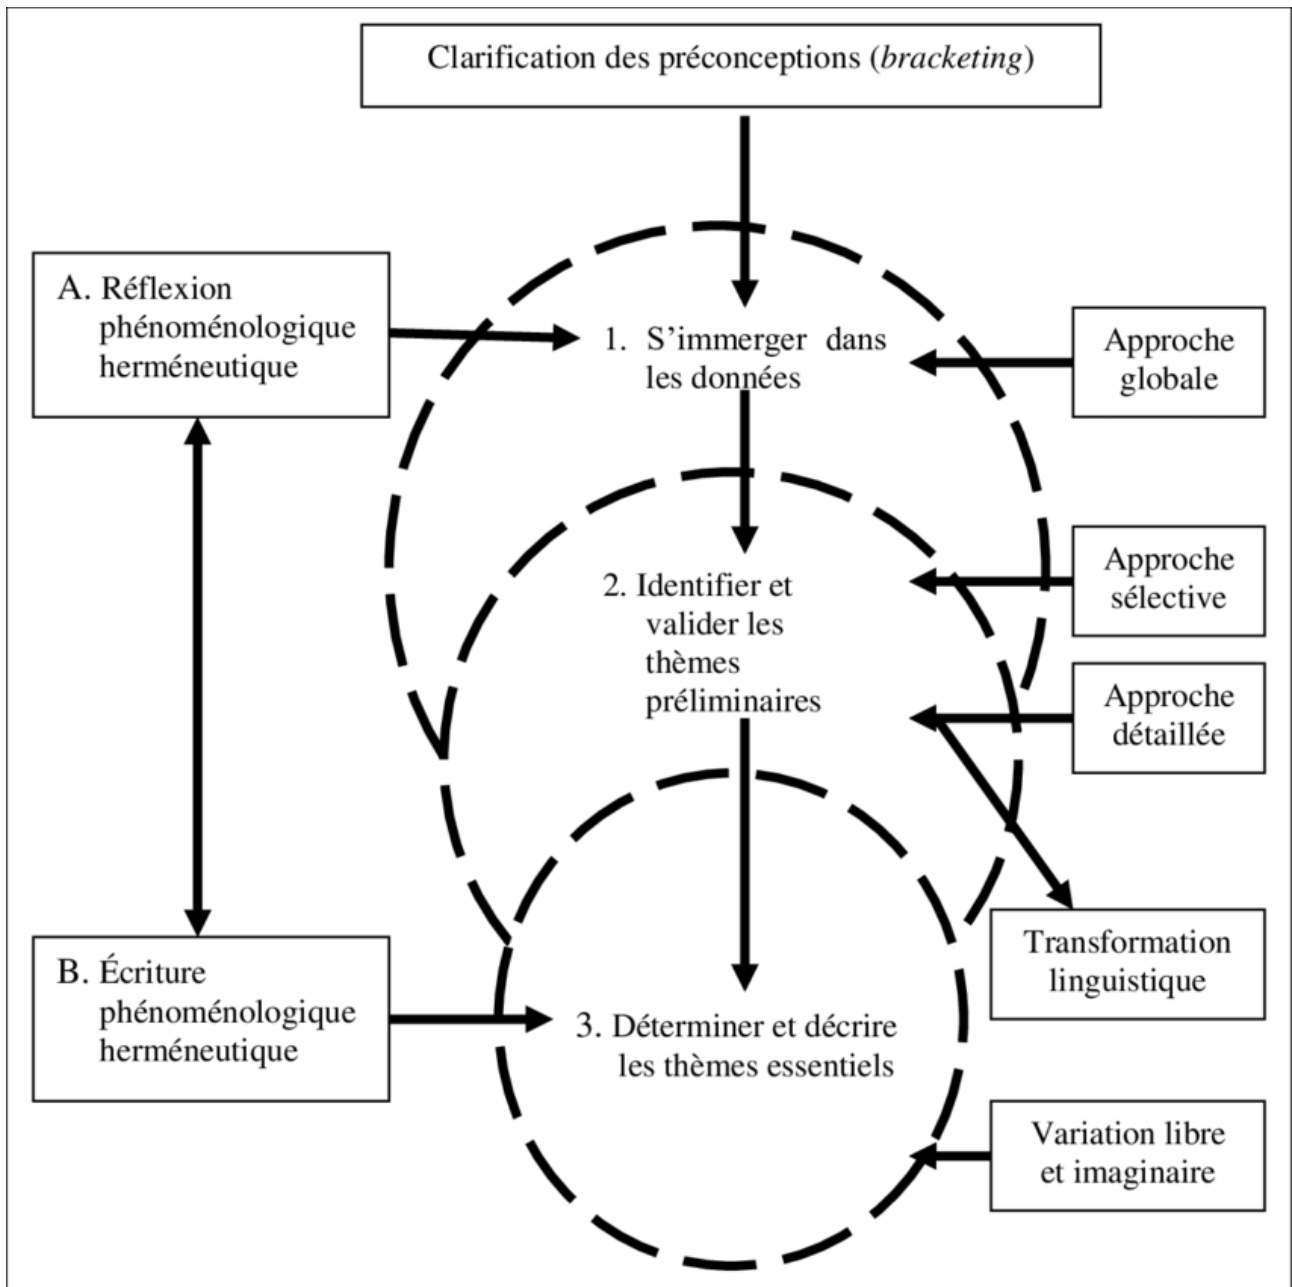 Clarification des préconceptions (bracketing)
A. Réflexion
phénoménologique
herméneutique
1. S’immerger dans
les données
Approche
globale
2. Identifier et
valider les
thèmes
préliminaires
Approche
sélective
Approche
détaillée
B. Écriture
phénoménologique
herméneutique
3. Déterminer et décrire
les thèmes essentiels
Transformation
linguistique
Variation libre
et imaginaire